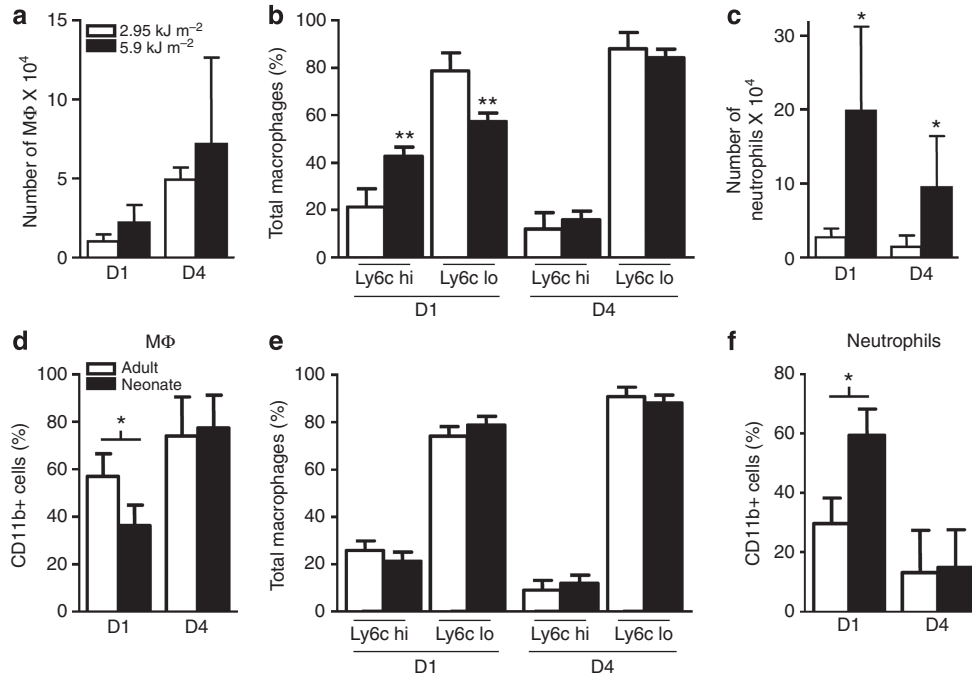 a
15
10
5
0
Number of MΦ X 10⁴
2.95 kJ m⁻²
5.9 kJ m⁻²
D1 D4
b
100
80
60
40
20
0
Total macrophages (%)
** **
Ly6c hi Ly6c lo Ly6c hi Ly6c lo
D1 D4
c
30
20
10
0
Number of
neutrophils X 10⁴
* *
D1 D4
d MΦ
100
80
60
40
20
0
CD11b+ cells (%)
Adult
Neonate
*
D1 D4
e
100
80
60
40
20
0
Total macrophages (%)
Ly6c hi Ly6c lo Ly6c hi Ly6c lo
D1 D4
f Neutrophils
80
60
40
20
0
CD11b+ cells (%)
*
D1 D4